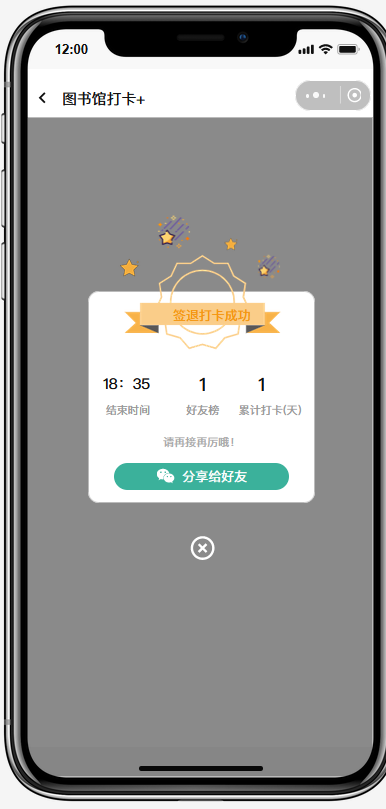 12:00
图书馆打卡+
签退打卡成功
18：35
1
1
结束时间
好友榜
累计打卡(天)
请再接再厉哦！
分享给好友